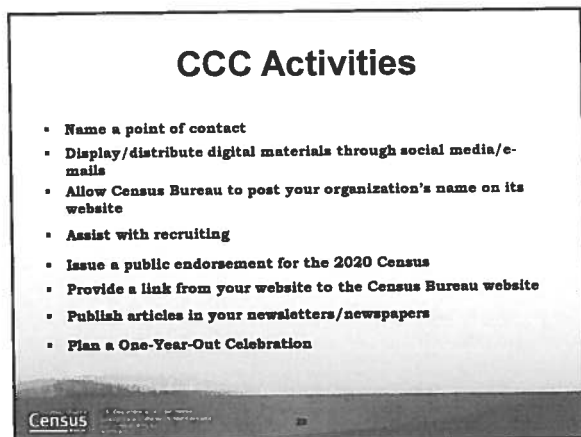 CCC Activities
▪ Name a point of contact
▪ Display/distribute digital materials through social media/e-
mails
▪ Allow Census Bureau to post your organization's name on its
website
▪ Assist with recruiting
▪ Issue a public endorsement for the 2020 Census
▪ Provide a link from your website to the Census Bureau website
▪ Publish articles in your newsletters/newspapers
▪ Plan a One-Year-Out Celebration
Census